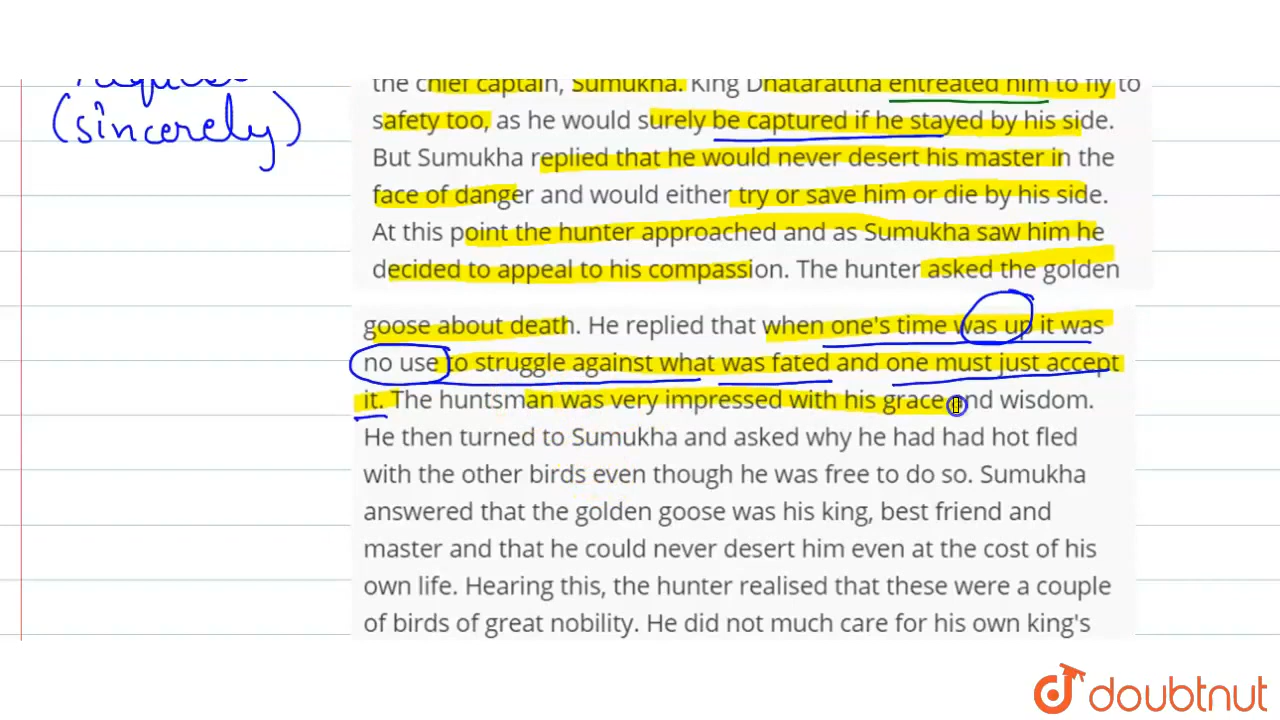 (sincerely)
the chief captain, Sumukha. King Dhatarattha entreated him to fly to
safety too, as he would surely be captured if he stayed by his side.
But Sumukha replied that he would never desert his master in the
face of danger and would either try or save him or die by his side.
At this point the hunter approached and as Sumukha saw him he
decided to appeal to his compassion. The hunter asked the golden
goose about death. He replied that when one's time was up it was
no use to struggle against what was fated and one must just accept
it. The huntsman was very impressed with his grace and wisdom.
He then turned to Sumukha and asked why he had had hot fled
with the other birds even though he was free to do so. Sumukha
answered that the golden goose was his king, best friend and
master and that he could never desert him even at the cost of his
own life. Hearing this, the hunter realised that these were a couple
of birds of great nobility. He did not much care for his own king's
doubtnut